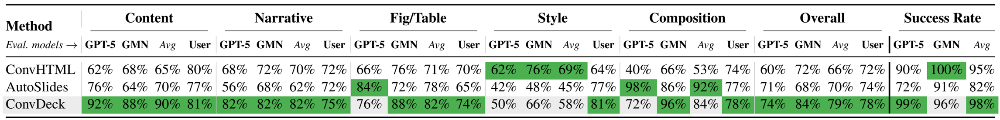 Method Content Narrative Fig/Table Style Composition Overall Success Rate
Eval. models → GPT-5 GMN Avg User GPT-5 GMN Avg User GPT-5 GMN Avg User GPT-5 GMN Avg User GPT-5 GMN Avg User GPT-5 GMN Avg User GPT-5 GMN Avg
ConvHTML 62% 68% 65% 80% 68% 72% 70% 72% 66% 76% 71% 70% 62% 76% 69% 64% 40% 66% 53% 74% 60% 72% 66% 72% 90% 100% 95%
AutoSlides 76% 64% 70% 77% 56% 68% 62% 72% 84% 72% 78% 65% 42% 48% 45% 77% 98% 86% 92% 77% 71% 68% 70% 74% 72% 91% 82%
ConvDeck 92% 88% 90% 81% 82% 82% 82% 75% 76% 88% 82% 74% 50% 66% 58% 81% 72% 96% 84% 78% 74% 84% 79% 78% 99% 96% 98%